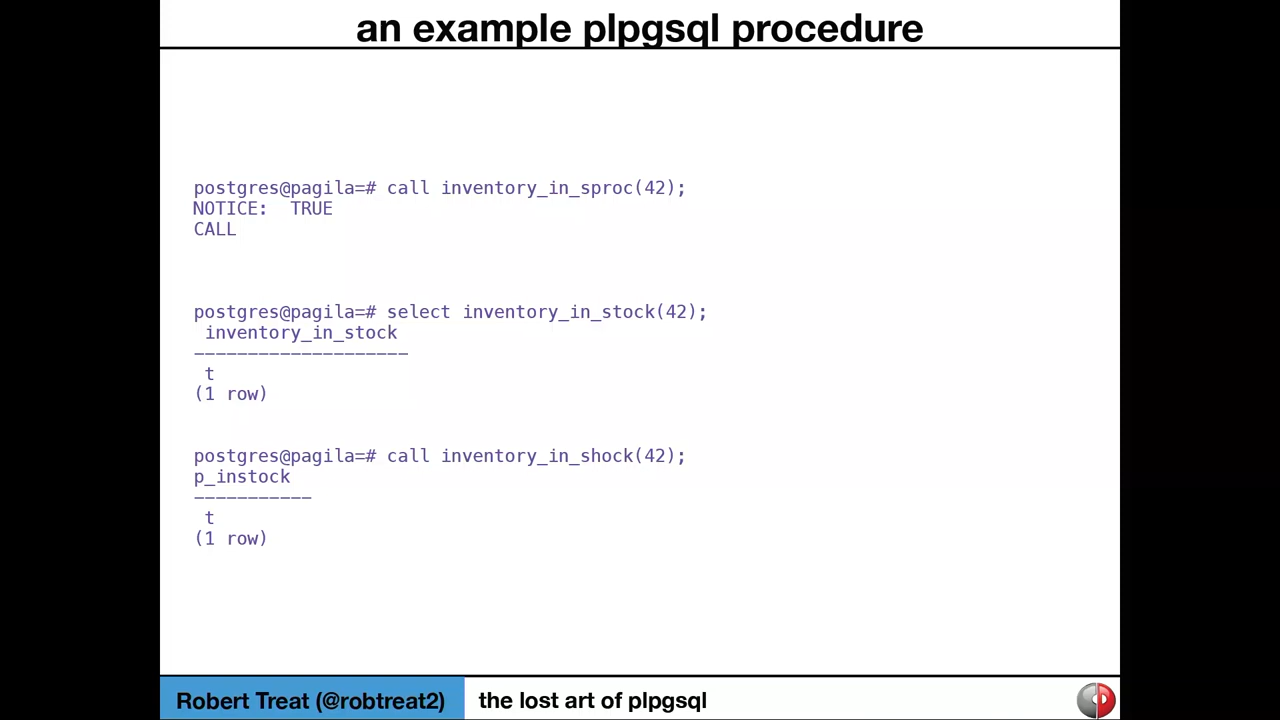 an example plpgsql procedure
postgres@pagila=# call inventory_in_sproc(42);
NOTICE:  TRUE
CALL
postgres@pagila=# select inventory_in_stock(42);
 inventory_in_stock
--------------------
 t
(1 row)
postgres@pagila=# call inventory_in_shock(42);
p_instock
-----------
 t
(1 row)
Robert Treat (@robtreat2)
the lost art of plpgsql